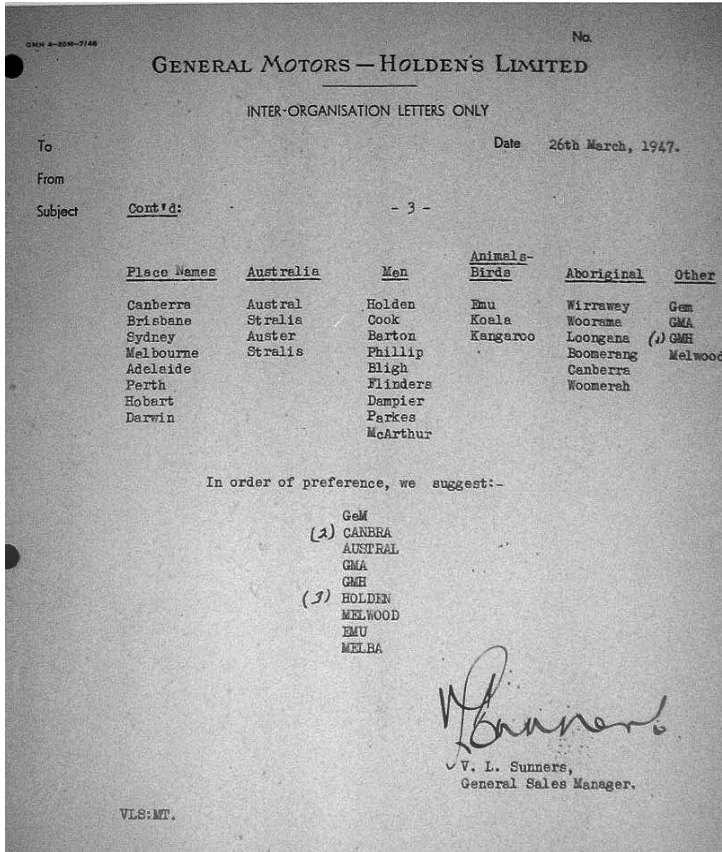 GMH 4-20M-7/46
No.
GENERAL MOTORS — HOLDEN'S LIMITED
INTER-ORGANISATION LETTERS ONLY
To
Date 26th March, 1947.
From
Subject Cont'd: - 3 -
Animals-
Place Names Australia Men Birds Aboriginal Other
Canberra Austral Holden Emu Wirraway Gem
Brisbane Stralia Cook Koala Woorama GMA
Sydney Auster Barton Kangaroo Loongana (1) GMH
Melbourne Stralis Phillip Boomerang Melwood
Adelaide Bligh Canberra
Perth Flinders Woomerah
Hobart Dampier
Darwin Parkes
McArthur
In order of preference, we suggest:-
GeM
(2) CANBRA
AUSTRAL
GMA
GMH
(3) HOLDEN
MELWOOD
EMU
MELBA
V. L. Sunners,
General Sales Manager.
VLS:MT.